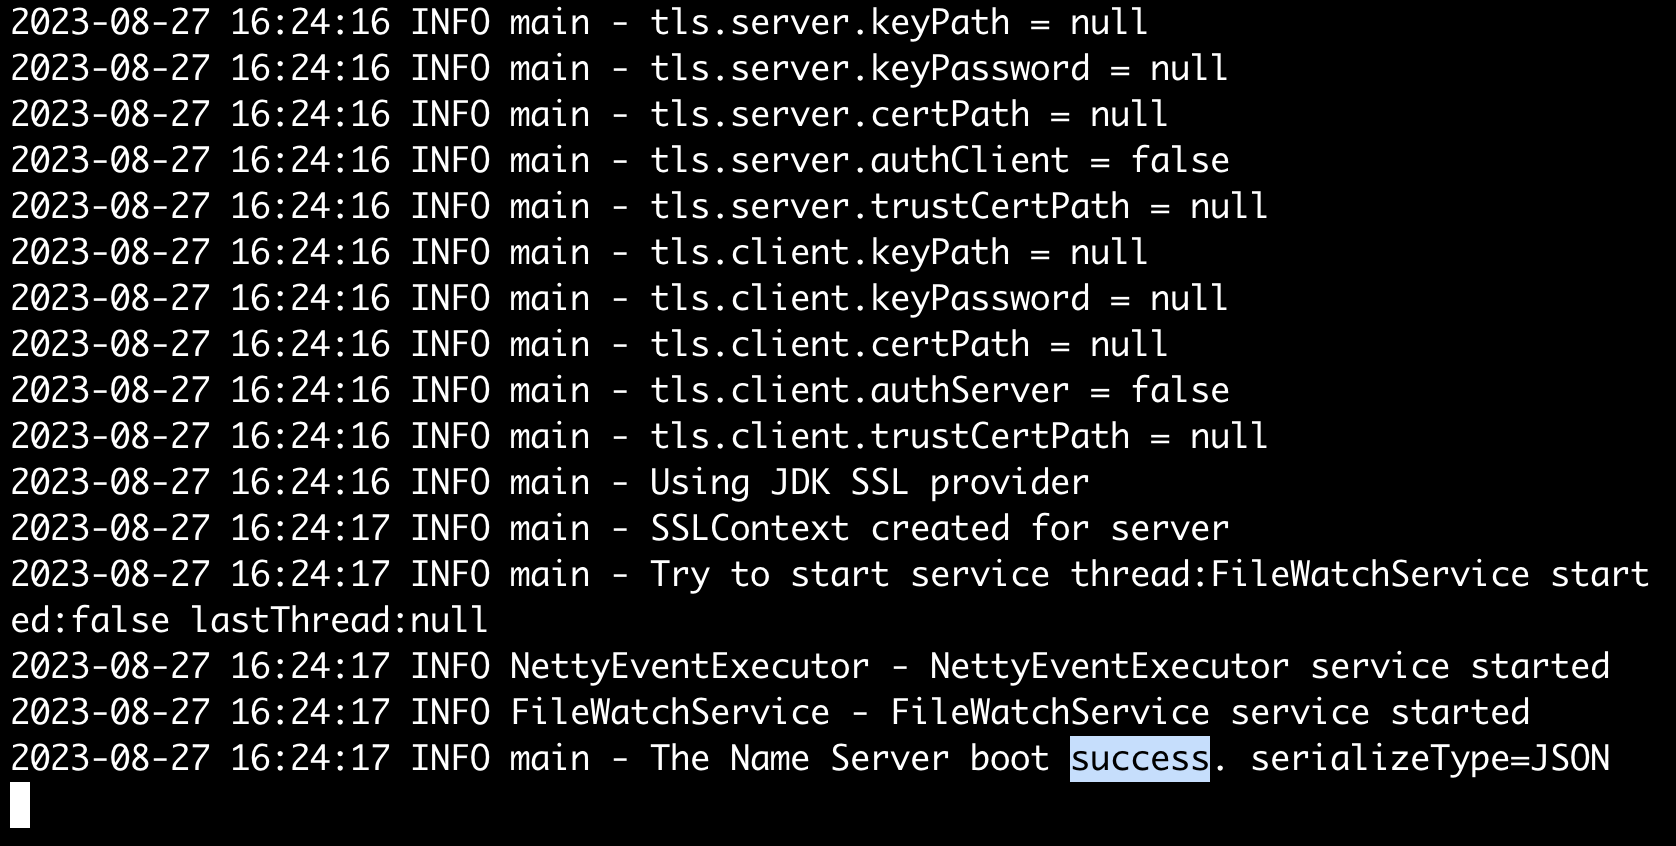 2023-08-27 16:24:16 INFO main - tls.server.keyPath = null
2023-08-27 16:24:16 INFO main - tls.server.keyPassword = null
2023-08-27 16:24:16 INFO main - tls.server.certPath = null
2023-08-27 16:24:16 INFO main - tls.server.authClient = false
2023-08-27 16:24:16 INFO main - tls.server.trustCertPath = null
2023-08-27 16:24:16 INFO main - tls.client.keyPath = null
2023-08-27 16:24:16 INFO main - tls.client.keyPassword = null
2023-08-27 16:24:16 INFO main - tls.client.certPath = null
2023-08-27 16:24:16 INFO main - tls.client.authServer = false
2023-08-27 16:24:16 INFO main - tls.client.trustCertPath = null
2023-08-27 16:24:16 INFO main - Using JDK SSL provider
2023-08-27 16:24:17 INFO main - SSLContext created for server
2023-08-27 16:24:17 INFO main - Try to start service thread:FileWatchService start
ed:false lastThread:null
2023-08-27 16:24:17 INFO NettyEventExecutor - NettyEventExecutor service started
2023-08-27 16:24:17 INFO FileWatchService - FileWatchService service started
2023-08-27 16:24:17 INFO main - The Name Server boot success. serializeType=JSON